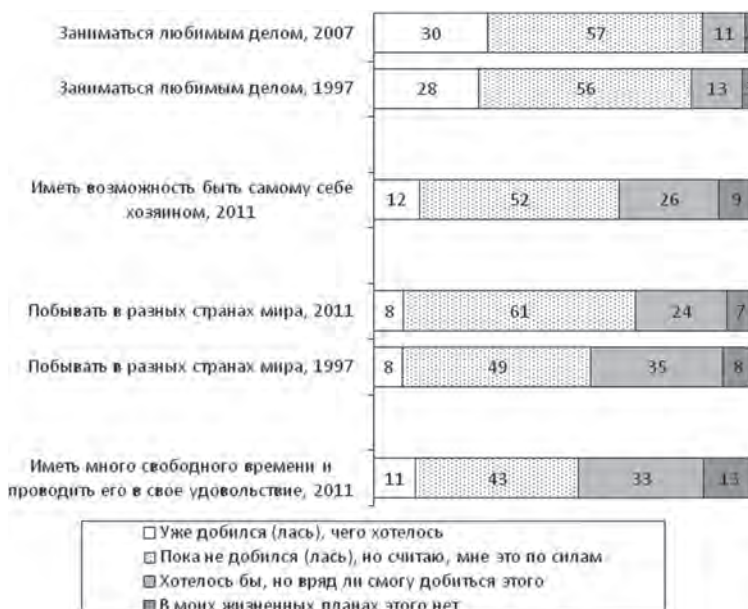 Заниматься любимым делом, 2007 30 57 11
Заниматься любимым делом, 1997 28 56 13
Иметь возможность быть самому себе
хозяином, 2011 12 52 26 9
Побывать в разных странах мира, 2011 8 61 24 7
Побывать в разных странах мира, 1997 8 49 35 8
Иметь много свободного времени и
проводить его в свое удовольствие, 2011 11 43 33 13
Уже добился (лась), чего хотелось
Пока не добился (лась), но считаю, мне это по силам
Хотелось бы, но вряд ли смогу добиться этого
В моих жизненных планах этого нет